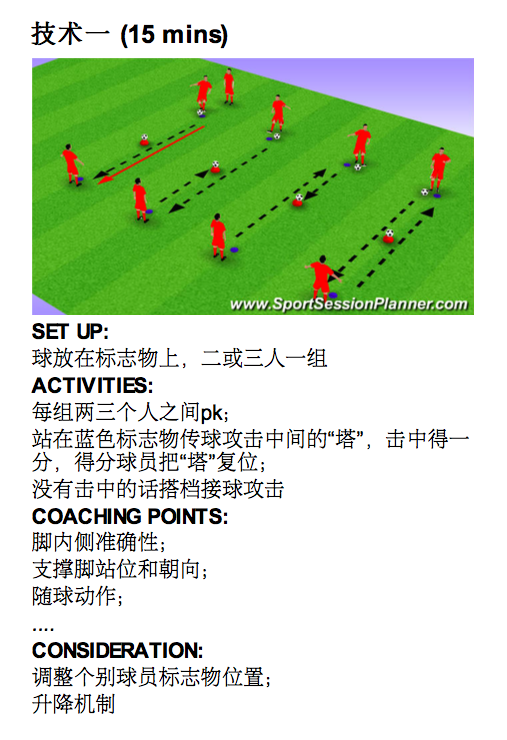 技术一 (15 mins)
www.SportSessionPlanner.com
SET UP:
球放在标志物上，二或三人一组
ACTIVITIES:
每组两三个人之间pk；
站在蓝色标志物传球攻击中间的“塔”，击中得一
分，得分球员把“塔”复位；
没有击中的话搭档接球攻击
COACHING POINTS:
脚内侧准确性；
支撑脚站位和朝向；
随球动作；
....
CONSIDERATION:
调整个别球员标志物位置；
升降机制